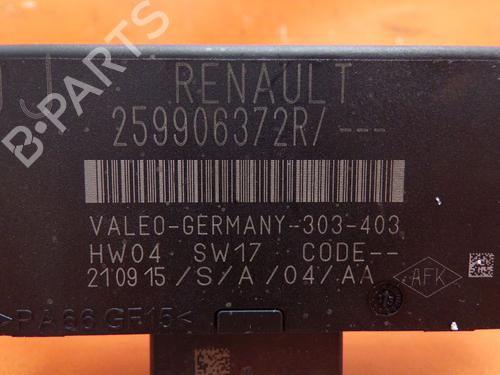 RENAULT
259906372R/---
VALEO-GERMANY-303-403
HW04 SW17 CODE--
210915/S/A/04/AA
AFK
>PA66 GF15<
B-PARTS